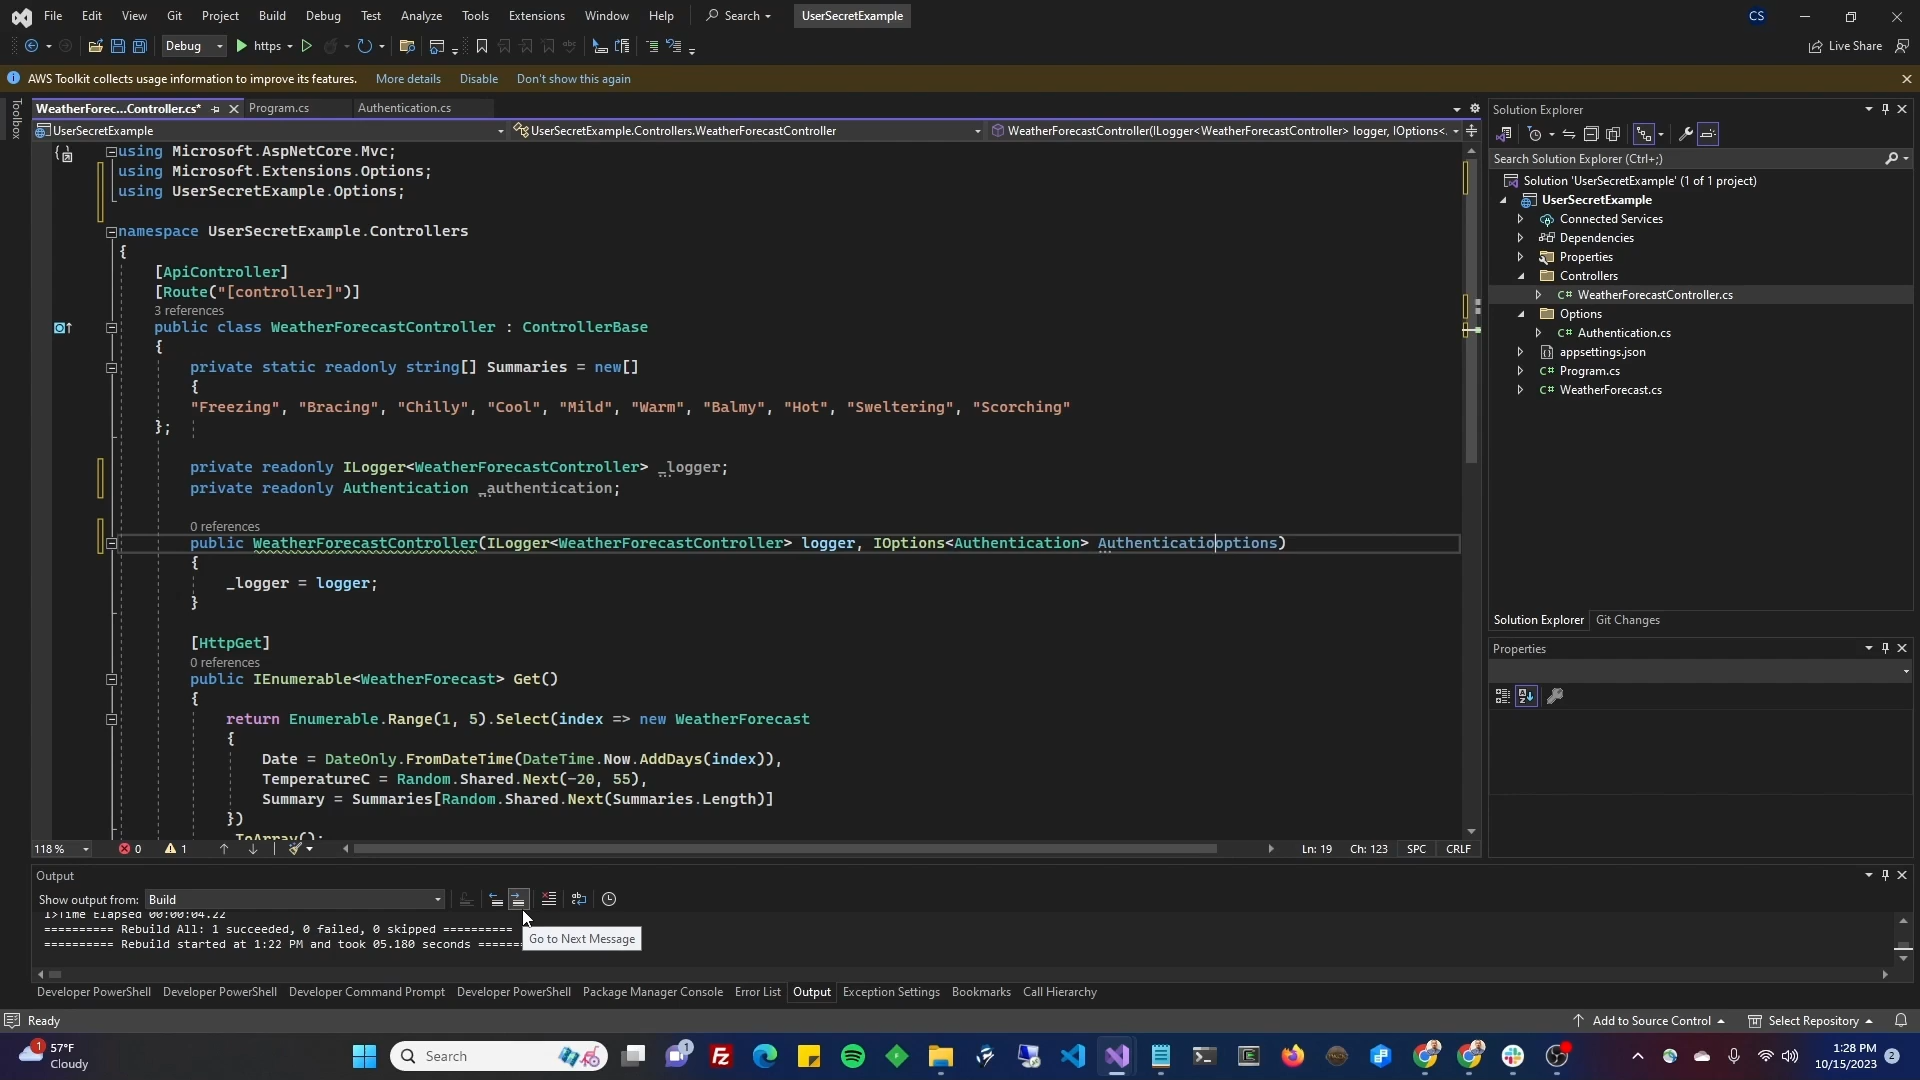 File Edit View Git Project Build Debug Test Analyze Tools Extensions Window Help Search UserSecretExample CS
Debug https Live Share
AWS Toolkit collects usage information to improve its features. More details Disable Don't show this again
Toolbox
WeatherForec...Controller.cs* Program.cs Authentication.cs
UserSecretExample UserSecretExample.Controllers.WeatherForecastController WeatherForecastController(ILogger<WeatherForecastController> logger, IOptions<.
using Microsoft.AspNetCore.Mvc;
using Microsoft.Extensions.Options;
using UserSecretExample.Options;
namespace UserSecretExample.Controllers
{
[ApiController]
[Route("[controller]")]
3 references
public class WeatherForecastController : ControllerBase
{
private static readonly string[] Summaries = new[]
{
"Freezing", "Bracing", "Chilly", "Cool", "Mild", "Warm", "Balmy", "Hot", "Sweltering", "Scorching"
};
private readonly ILogger<WeatherForecastController> _logger;
private readonly Authentication _authentication;
0 references
public WeatherForecastController(ILogger<WeatherForecastController> logger, IOptions<Authentication> Authenticatiooptions)
{
_logger = logger;
}
[HttpGet]
0 references
public IEnumerable<WeatherForecast> Get()
{
return Enumerable.Range(1, 5).Select(index => new WeatherForecast
{
Date = DateOnly.FromDateTime(DateTime.Now.AddDays(index)),
TemperatureC = Random.Shared.Next(-20, 55),
Summary = Summaries[Random.Shared.Next(Summaries.Length)]
})
.ToArray();
118 % 0 1 Ln: 19 Ch: 123 SPC CRLF
Solution Explorer
Search Solution Explorer (Ctrl+;)
Solution 'UserSecretExample' (1 of 1 project)
UserSecretExample
Connected Services
Dependencies
Properties
Controllers
C# WeatherForecastController.cs
Options
C# Authentication.cs
appsettings.json
C# Program.cs
C# WeatherForecast.cs
Solution Explorer Git Changes
Properties
Output
Show output from: Build
1>Time Elapsed 00:00:04.22
========== Rebuild All: 1 succeeded, 0 failed, 0 skipped ==========
========== Rebuild started at 1:22 PM and took 05.180 seconds =======
Go to Next Message
Developer PowerShell Developer PowerShell Developer Command Prompt Developer PowerShell Package Manager Console Error List Output Exception Settings Bookmarks Call Hierarchy
Ready Add to Source Control Select Repository
1 57°F
Cloudy
Search
1
1:28 PM
10/15/2023
2